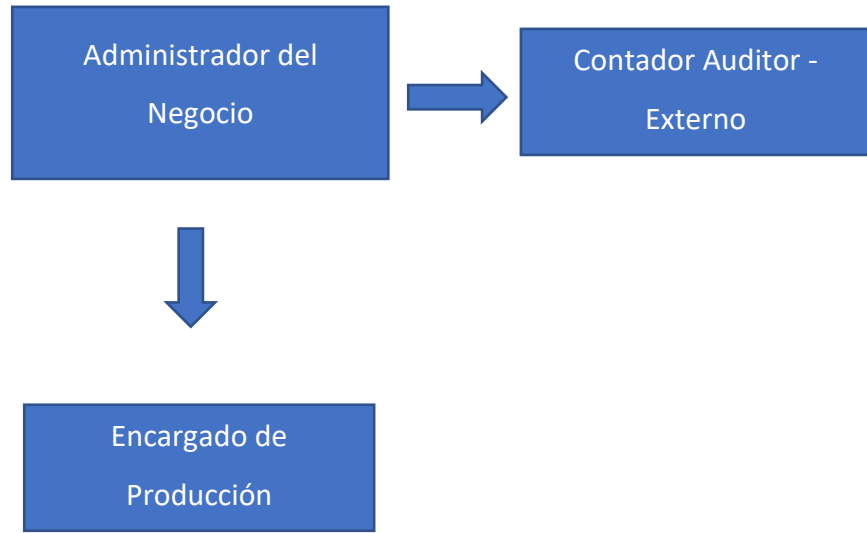 Administrador del
Negocio
Contador Auditor -
Externo
Encargado de
Producción